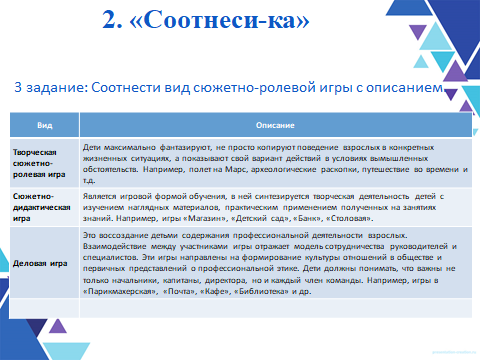 2. «Соотнеси-ка»
3 задание: Соотнести вид сюжетно-ролевой игры с описанием.
Вид
Описание
Творческая
сюжетно-
ролевая игра
Дети максимально фантазируют, не просто копируют поведение взрослых в конкретных
жизненных ситуациях, а показывают свой вариант действий в условиях вымышленных
обстоятельств. Например, полет на Марс, археологические раскопки, путешествие во времени и
т.д.
Сюжетно-
дидактическая
игра
Является игровой формой обучения, в ней синтезируется творческая деятельность детей с
изучением наглядных материалов, практическим применением полученных на занятиях
знаний. Например, игры «Магазин», «Детский сад», «Банк», «Столовая».
Деловая игра
Это воссоздание детьми содержания профессиональной деятельности взрослых.
Взаимодействие между участниками игры отражает модель сотрудничества руководителей и
специалистов. Эти игры направлены на формирование культуры отношений в обществе и
первичных представлений о профессиональной этике. Дети должны понимать, что важны не
только начальники, капитаны, директора, но и каждый член команды. Например, игры в
«Парикмахерская», «Почта», «Кафе», «Библиотека» и др.